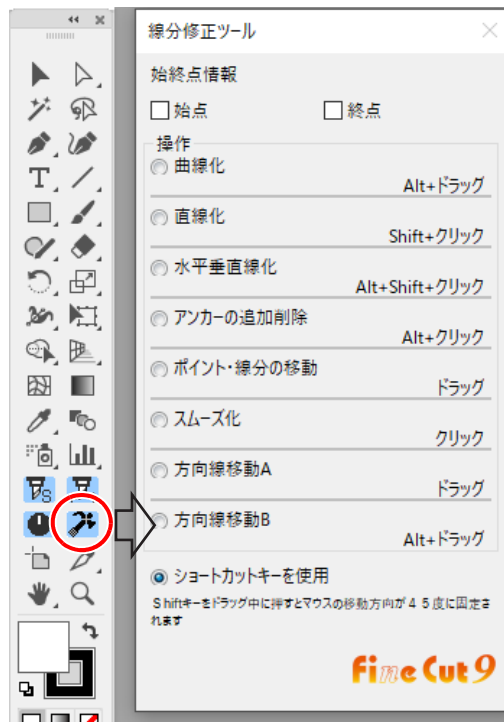 線分修正ツール
始終点情報
始点 終点
操作
曲線化
Alt+ドラッグ
直線化
Shift+クリック
水平垂直線化
Alt+Shift+クリック
アンカーの追加削除
Alt+クリック
ポイント・線分の移動
ドラッグ
スムーズ化
クリック
方向線移動A
ドラッグ
方向線移動B
Alt+ドラッグ
ショートカットキーを使用
Shiftキーをドラッグ中に押すとマウスの移動方向が４５度に固定さ
れます
Fine Cut 9